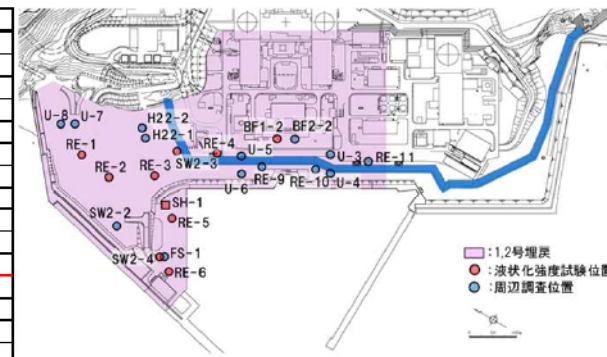 U-8
U-7
H22-2
H22-1
RE-1
RE-2
RE-3
SW2-3
RE-4
U-5
U-6
BF1-2
BF2-2
RE-9
U-3
RE-11
RE-10
U-4
SH-1
RE-5
SW2-2
SW2-4
FS-1
RE-6
:1,2号埋戻
:液状化強度試験位置
:周辺調査位置